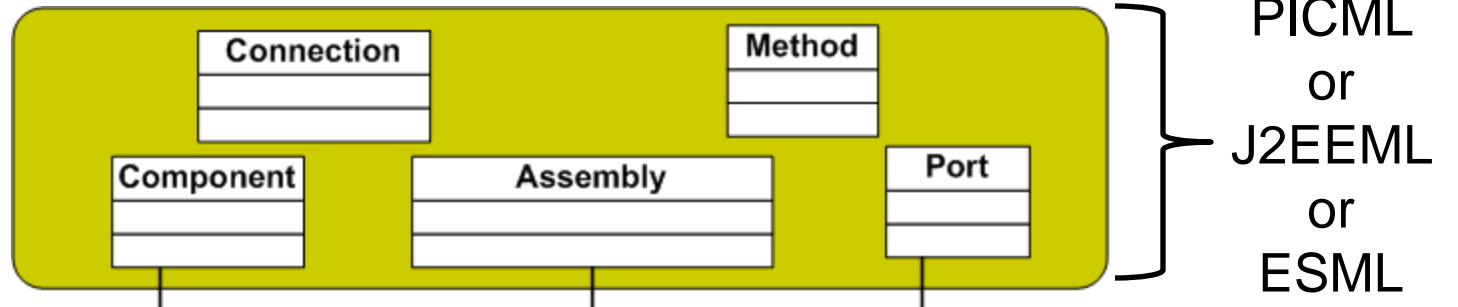 Connection
Method
Component
Assembly
Port
PICML
or
J2EEML
or
ESML